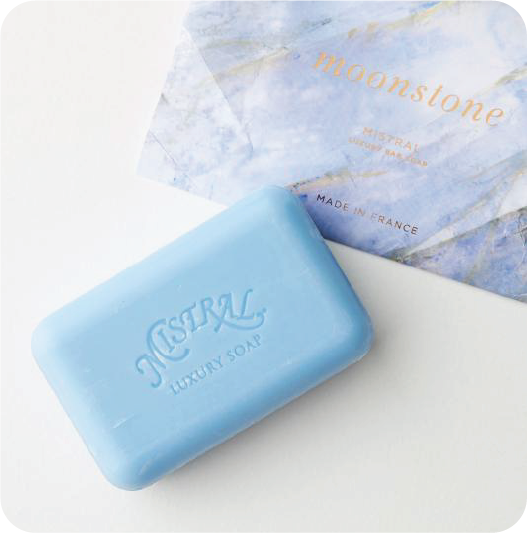 moonstone
MISTRAL
LUXURY BAR SOAP
MADE IN FRANCE
MISTRAL
LUXURY SOAP